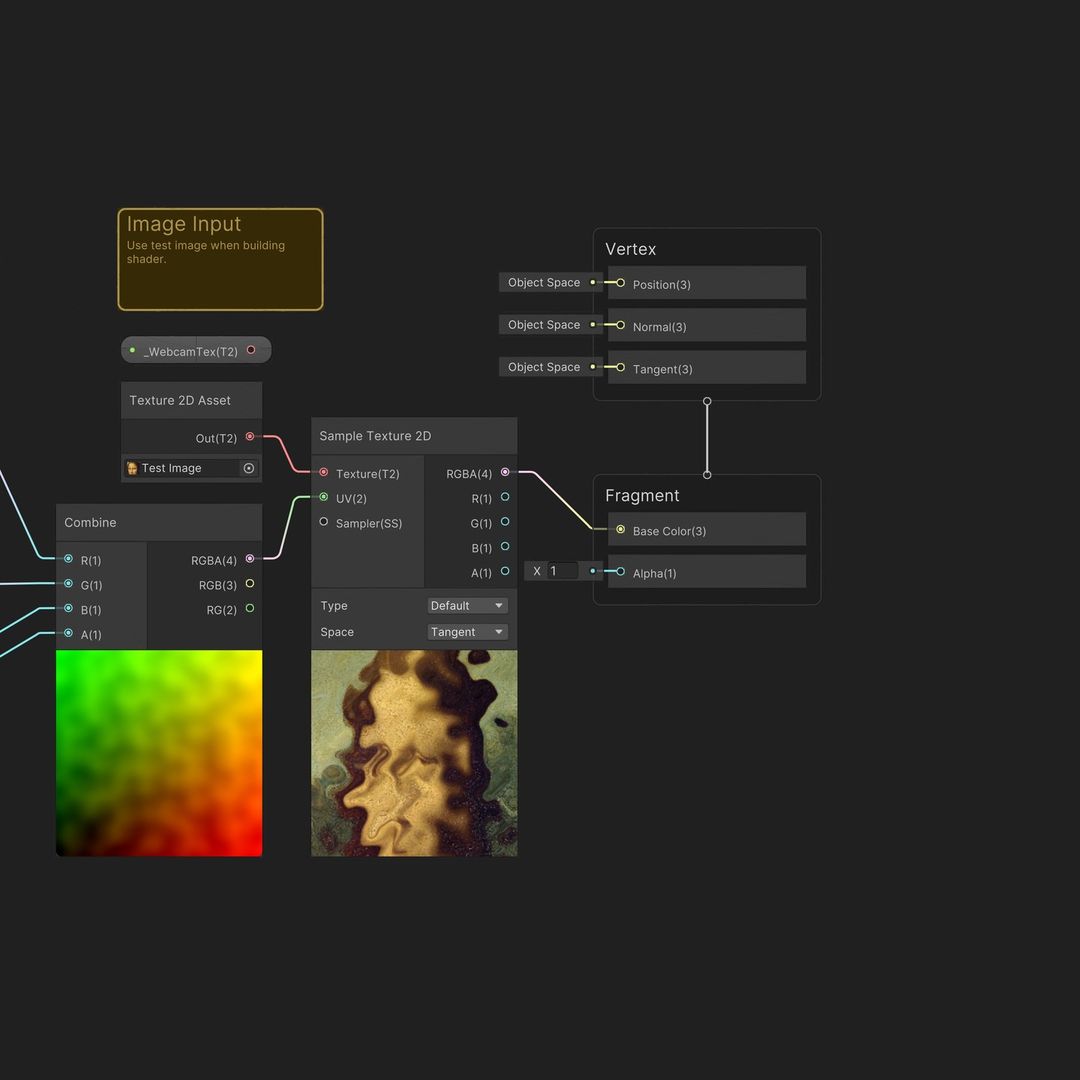 Image Input
Use test image when building
shader.
_WebcamTex(T2)
Texture 2D Asset
Out(T2)
Test Image
Combine
R(1)
RGBA(4)
G(1)
RGB(3)
B(1)
RG(2)
A(1)
Sample Texture 2D
Texture(T2)
RGBA(4)
UV(2)
R(1)
Sampler(SS)
G(1)
B(1)
A(1)
Type
Default
Space
Tangent
Vertex
Object Space
Position(3)
Object Space
Normal(3)
Object Space
Tangent(3)
Fragment
Base Color(3)
X 1
Alpha(1)